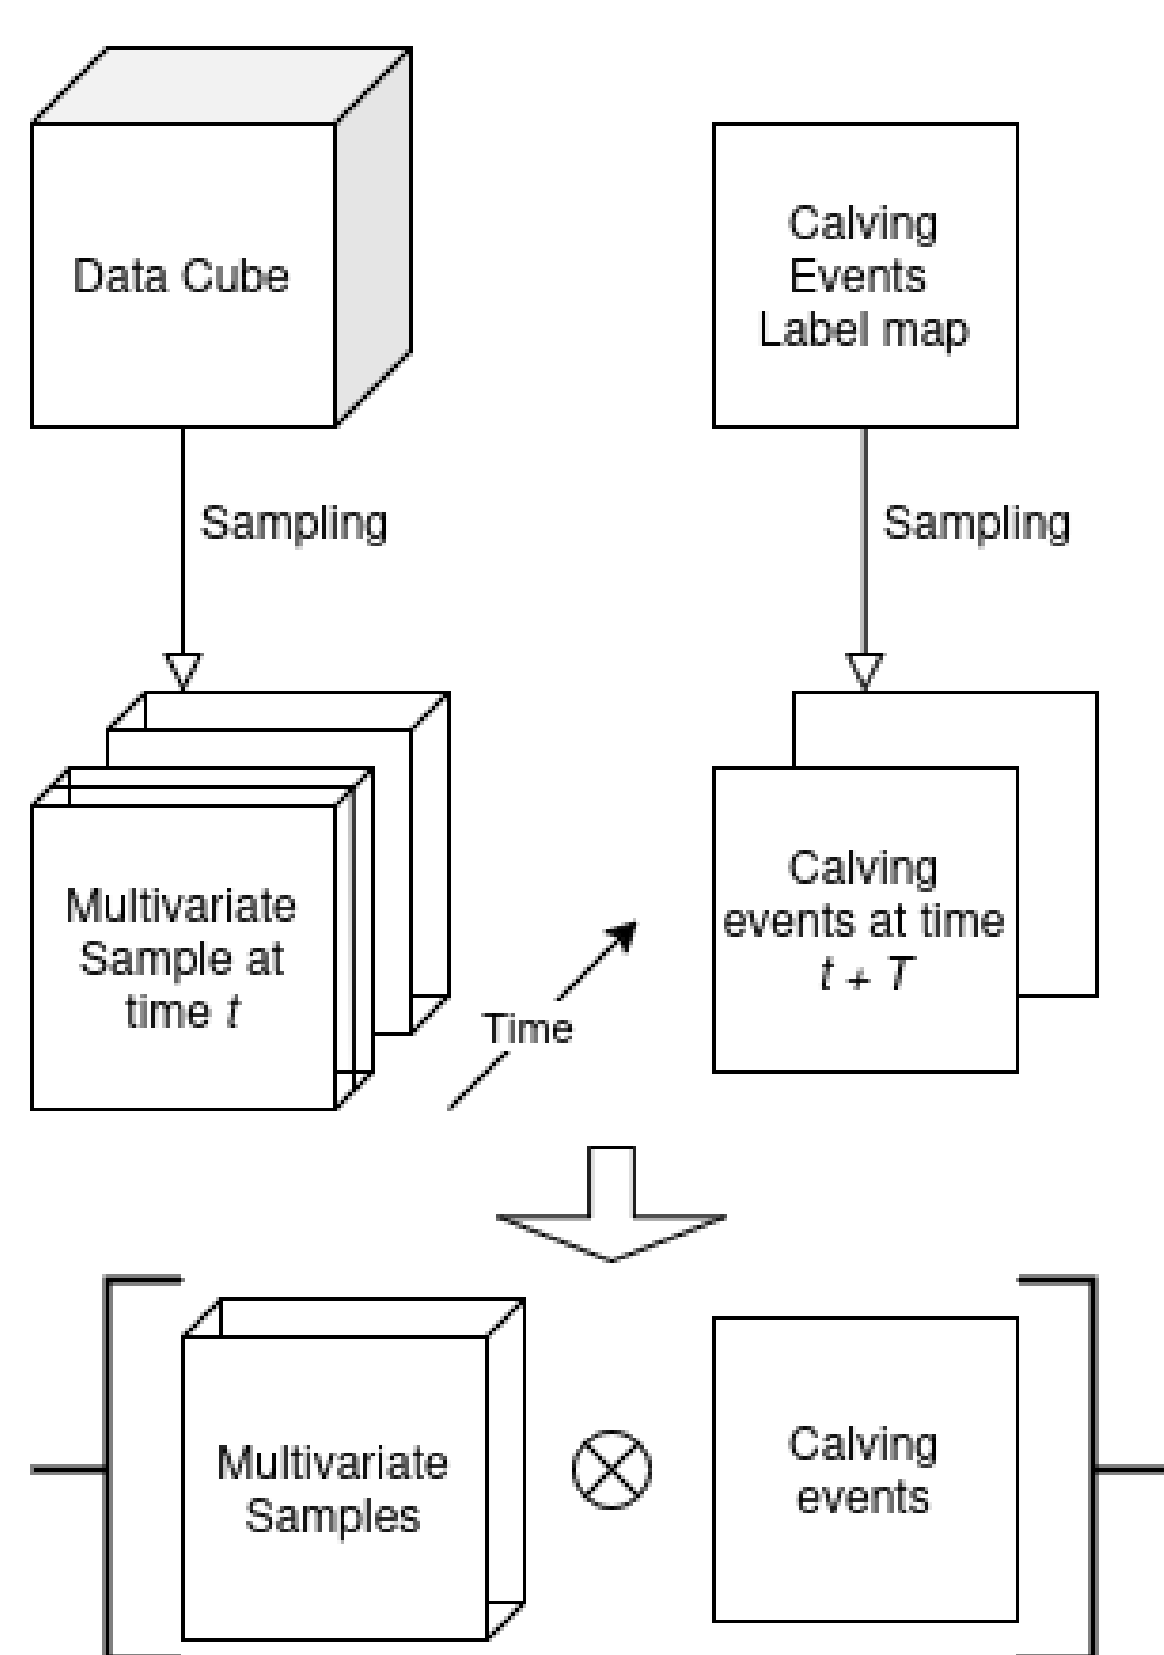 Data Cube
Calving
Events
Label map
Sampling
Sampling
Multivariate
Sample at
time t
Time
Calving
events at time
t + T
Multivariate
Samples
Calving
events